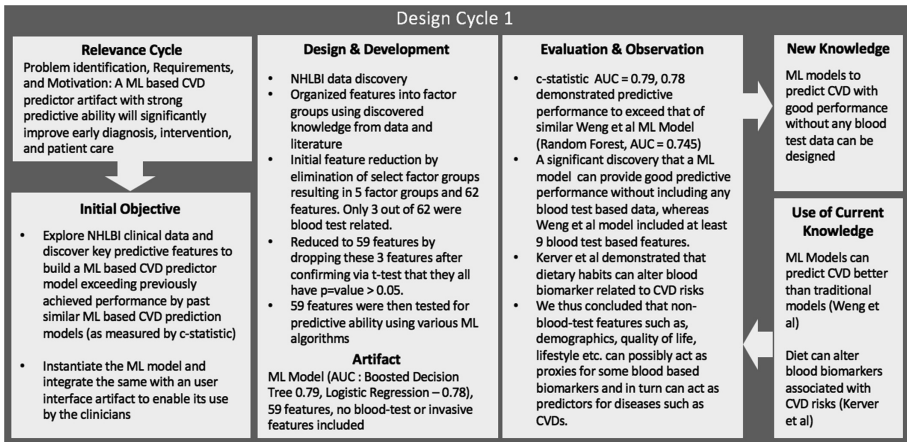 Design Cycle 1
Relevance Cycle
Problem identification, Requirements,
and Motivation: A ML based CVD
predictor artifact with strong
predictive ability will significantly
improve early diagnosis, intervention,
and patient care
Initial Objective
• Explore NHLBI clinical data and
discover key predictive features to
build a ML based CVD predictor
model exceeding previously
achieved performance by past
similar ML based CVD prediction
models (as measured by c-statistic)
• Instantiate the ML model and
integrate the same with an user
interface artifact to enable its use
by the clinicians
Design & Development
• NHLBI data discovery
• Organized features into factor
groups using discovered
knowledge from data and
literature
• Initial feature reduction by
elimination of select factor groups
resulting in 5 factor groups and 62
features. Only 3 out of 62 were
blood test related.
• Reduced to 59 features by
dropping these 3 features after
confirming via t-test that they all
have p=value > 0.05.
• 59 features were then tested for
predictive ability using various ML
algorithms
Artifact
ML Model (AUC : Boosted Decision
Tree 0.79, Logistic Regression – 0.78),
59 features, no blood-test or invasive
features included
Evaluation & Observation
• c-statistic AUC = 0.79, 0.78
demonstrated predictive
performance to exceed that of
similar Weng et al ML Model
(Random Forest, AUC = 0.745)
• A significant discovery that a ML
model can provide good predictive
performance without including any
blood test based data, whereas
Weng et al model included at least
9 blood test based features.
• Kerver et al demonstrated that
dietary habits can alter blood
biomarker related to CVD risks
• We thus concluded that non-
blood-test features such as,
demographics, quality of life,
lifestyle etc. can possibly act as
proxies for some blood based
biomarkers and in turn can act as
predictors for diseases such as
CVDs.
New Knowledge
ML models to
predict CVD with
good performance
without any blood
test data can be
designed
Use of Current
Knowledge
ML Models can
predict CVD better
than traditional
models (Weng et
al)
Diet can alter
blood biomarkers
associated with
CVD risks (Kerver
et al)